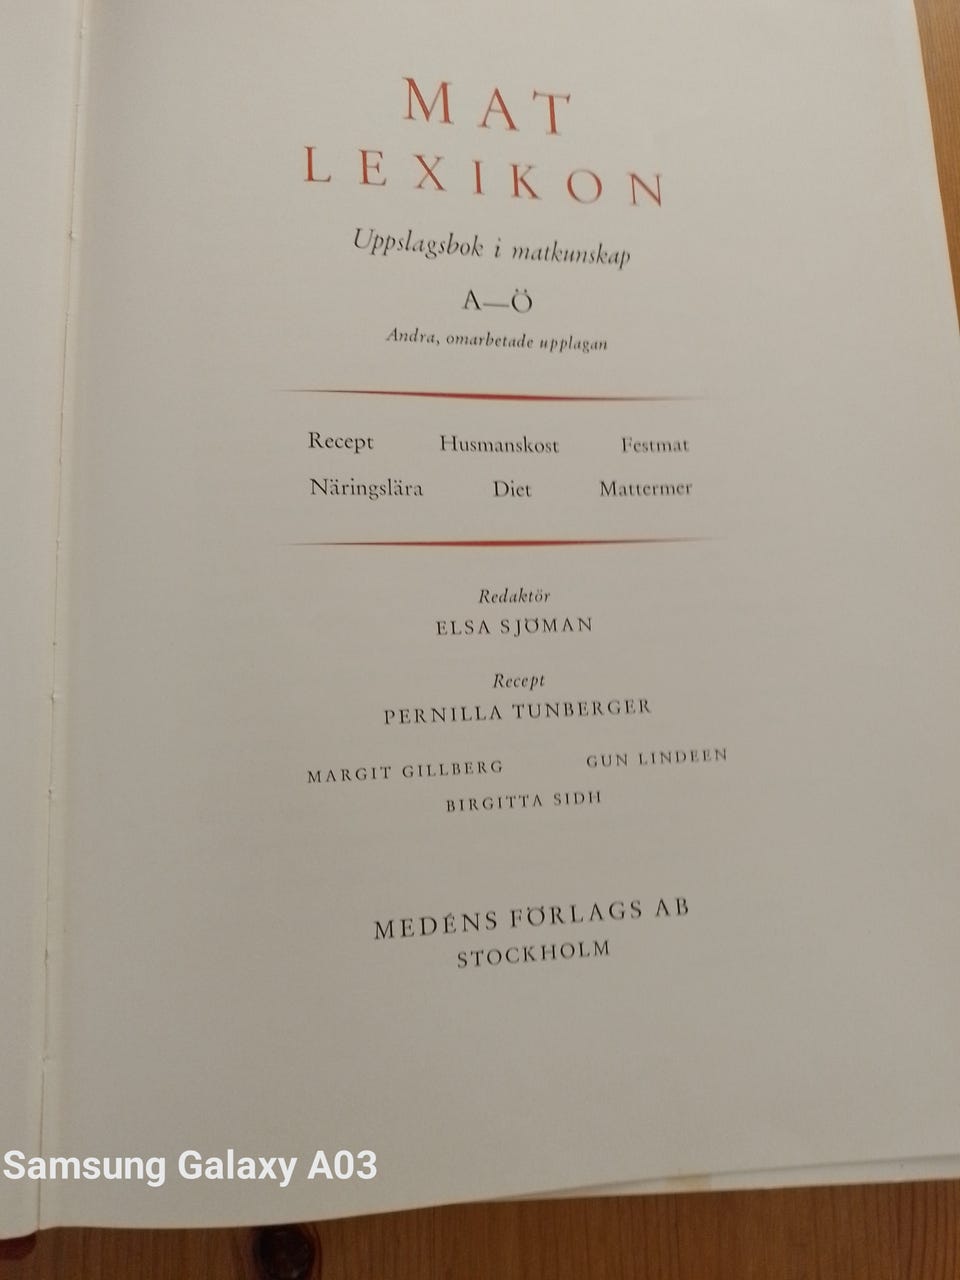 MAT
LEXIKON
Uppslagsbok i matkunskap
A—Ö
Andra, omarbetade upplagan
Recept Husmanskost Festmat
Näringslära Diet Mattermer
Redaktör
ELSA SJÖMAN
Recept
PERNILLA TUNBERGER
MARGIT GILLBERG GUN LINDEEN
BIRGITTA SIDH
MEDÉNS FÖRLAGS AB
STOCKHOLM
Samsung Galaxy A03